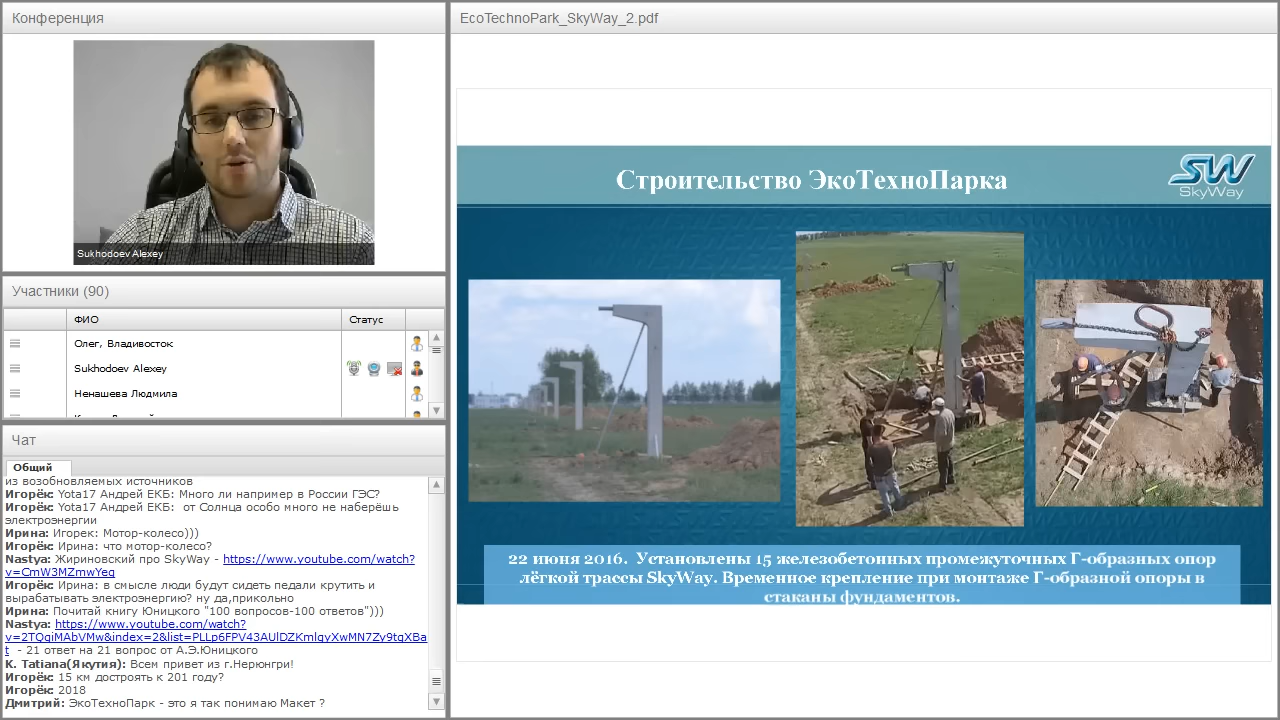 Конференция
Sukhodoev Alexey
Участники (90)
ФИО
Статус
Олег, Владивосток
Sukhodoev Alexey
Ненашева Людмила
Чат
Общий
из возобновляемых источников
Игорёк: Yota17 Андрей ЕКБ: Много ли например в России ГЭС?
Игорёк: Yota17 Андрей ЕКБ: от Солнца особо много не наберёшь
электроэнергии
Ирина: Игорек: Мотор-колесо)))
Игорёк: Ирина: что мотор-колесо?
Nastya: Жириновский про SkyWay - https://www.youtube.com/watch?
v=CmW3MZmwYeg
Игорёк: Ирина: в смысле люди будут сидеть педали крутить и
вырабатывать электроэнергию? ну да,прикольно
Ирина: Почитай книгу Юницкого "100 вопросов-100 ответов")))
Nastya: https://www.youtube.com/watch?
v=2TQgiMAbVMw&index=2&list=PLLp6FPV43AUlDZKmlgyXwMN7Zy9tgXBa
t - 21 ответ на 21 вопрос от А.Э.Юницкого
K. Tatiana(Якутия): Всем привет из г.Нерюнгри!
Игорёк: 15 км достроять к 201 году?
Игорёк: 2018
Дмитрий: ЭкоТехноПарк - это я так понимаю Макет ?
EcoTechnoPark_SkyWay_2.pdf
Строительство ЭкоТехноПарка
SW
SkyWay
22 июня 2016. Установлены 15 железобетонных промежуточных Г-образных опор
лёгкой трассы SkyWay. Временное крепление при монтаже Г-образной опоры в
стаканы фундаментов.